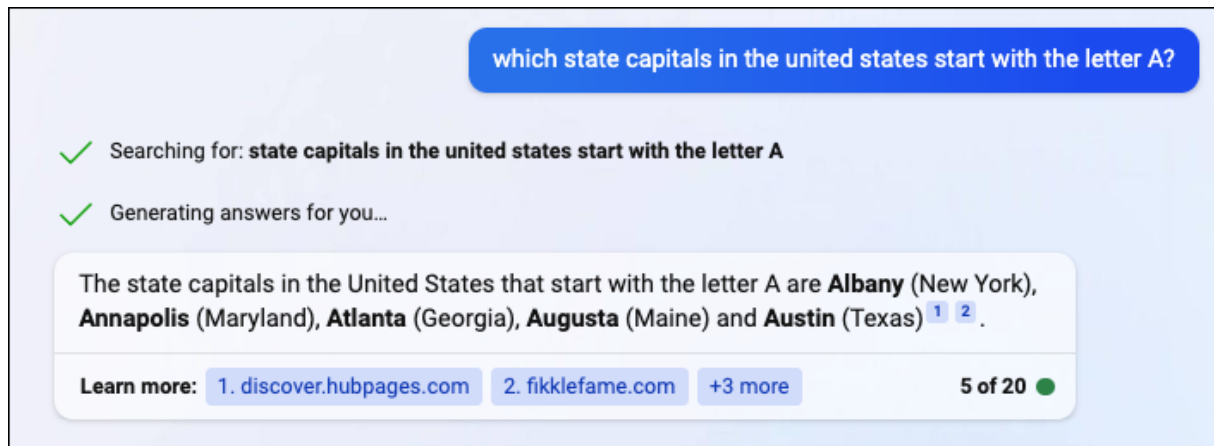 which state capitals in the united states start with the letter A?
Searching for: state capitals in the united states start with the letter A
Generating answers for you...
The state capitals in the United States that start with the letter A are Albany (New York),
Annapolis (Maryland), Atlanta (Georgia), Augusta (Maine) and Austin (Texas) 1 2 .
Learn more: 1. discover.hubpages.com 2. fikklefame.com +3 more 5 of 20